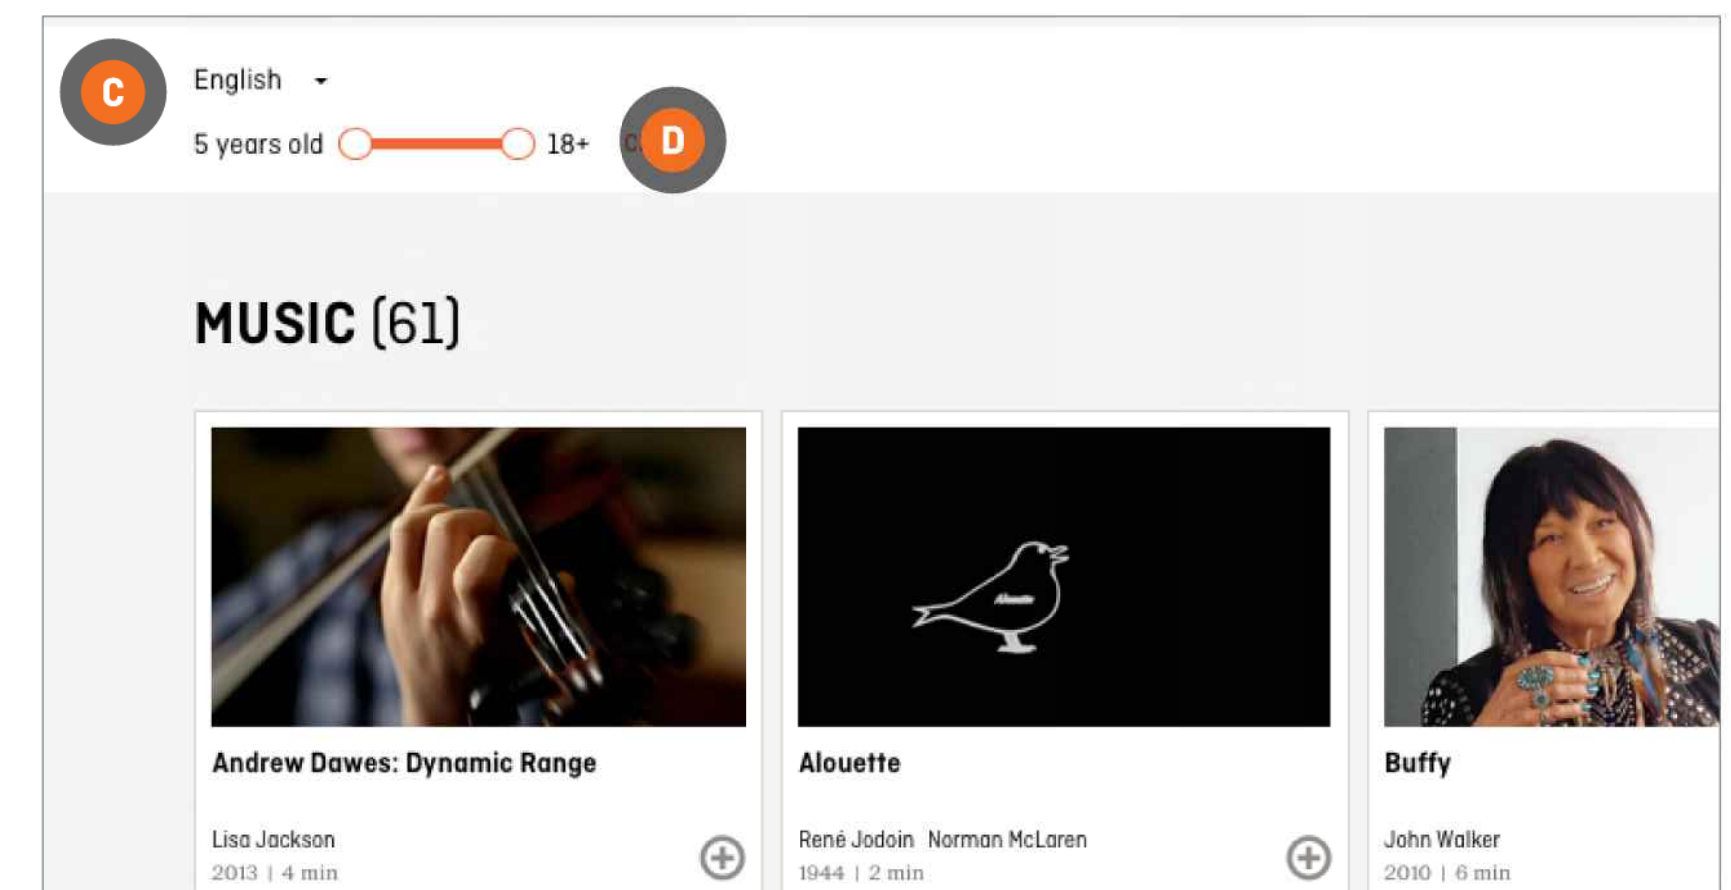 C
English
5 years old 18+
D
MUSIC (61)
Alouette
Andrew Dawes: Dynamic Range
Lisa Jackson
2013 | 4 min
Alouette
René Jodoin Norman McLaren
1944 | 2 min
Buffy
John Walker
2010 | 6 min